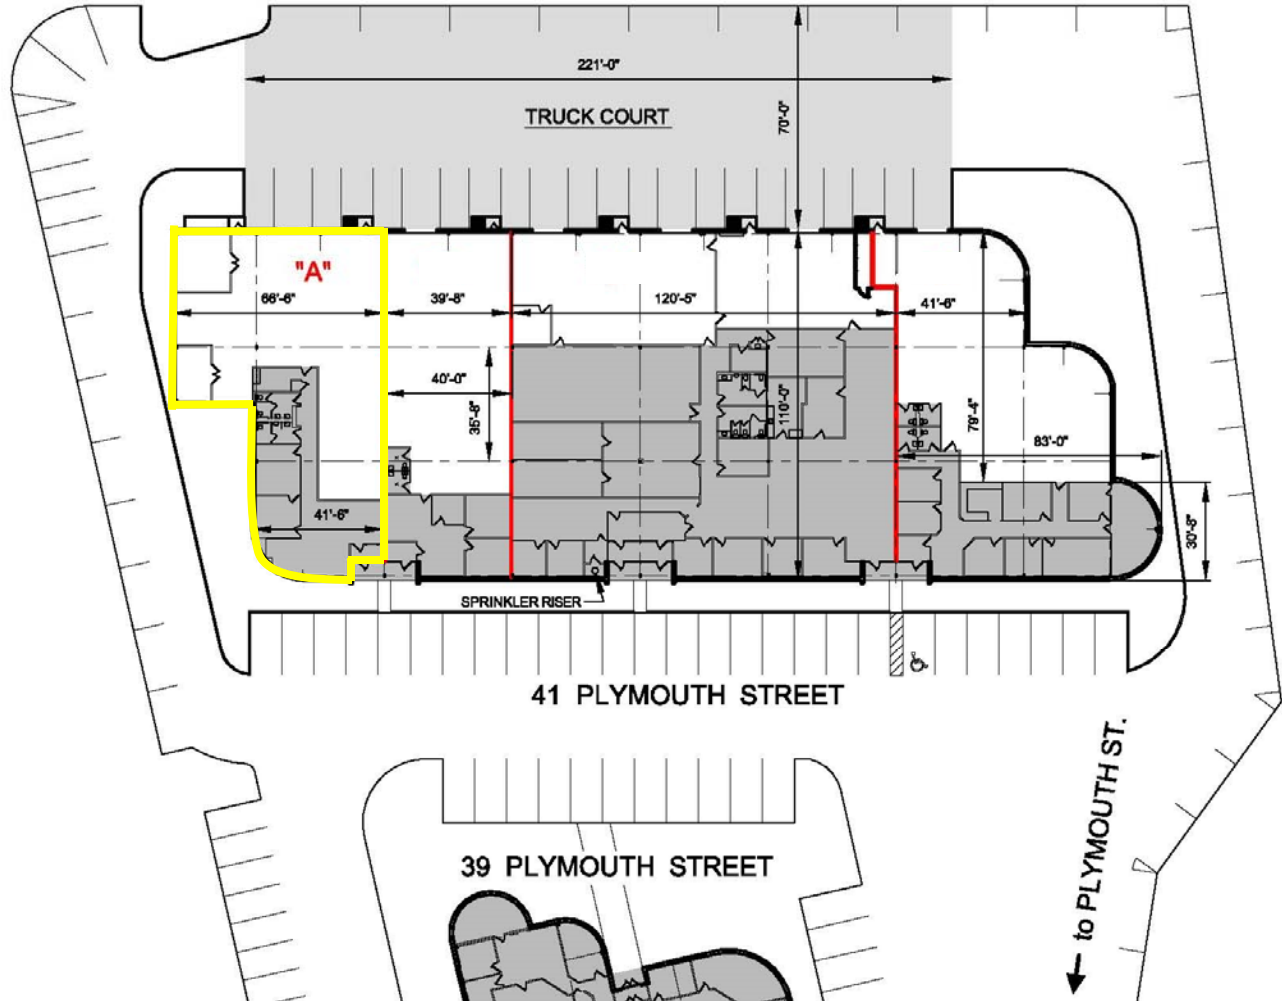 221'-0"
TRUCK COURT
70'-0"
"A"
66'-6"
39'-8"
120'-5"
41'-6"
40'-0"
35'-8"
110'-0"
79'-4"
83'-0"
41'-6"
30'-8"
SPRINKLER RISER
41 PLYMOUTH STREET
39 PLYMOUTH STREET
to PLYMOUTH ST.